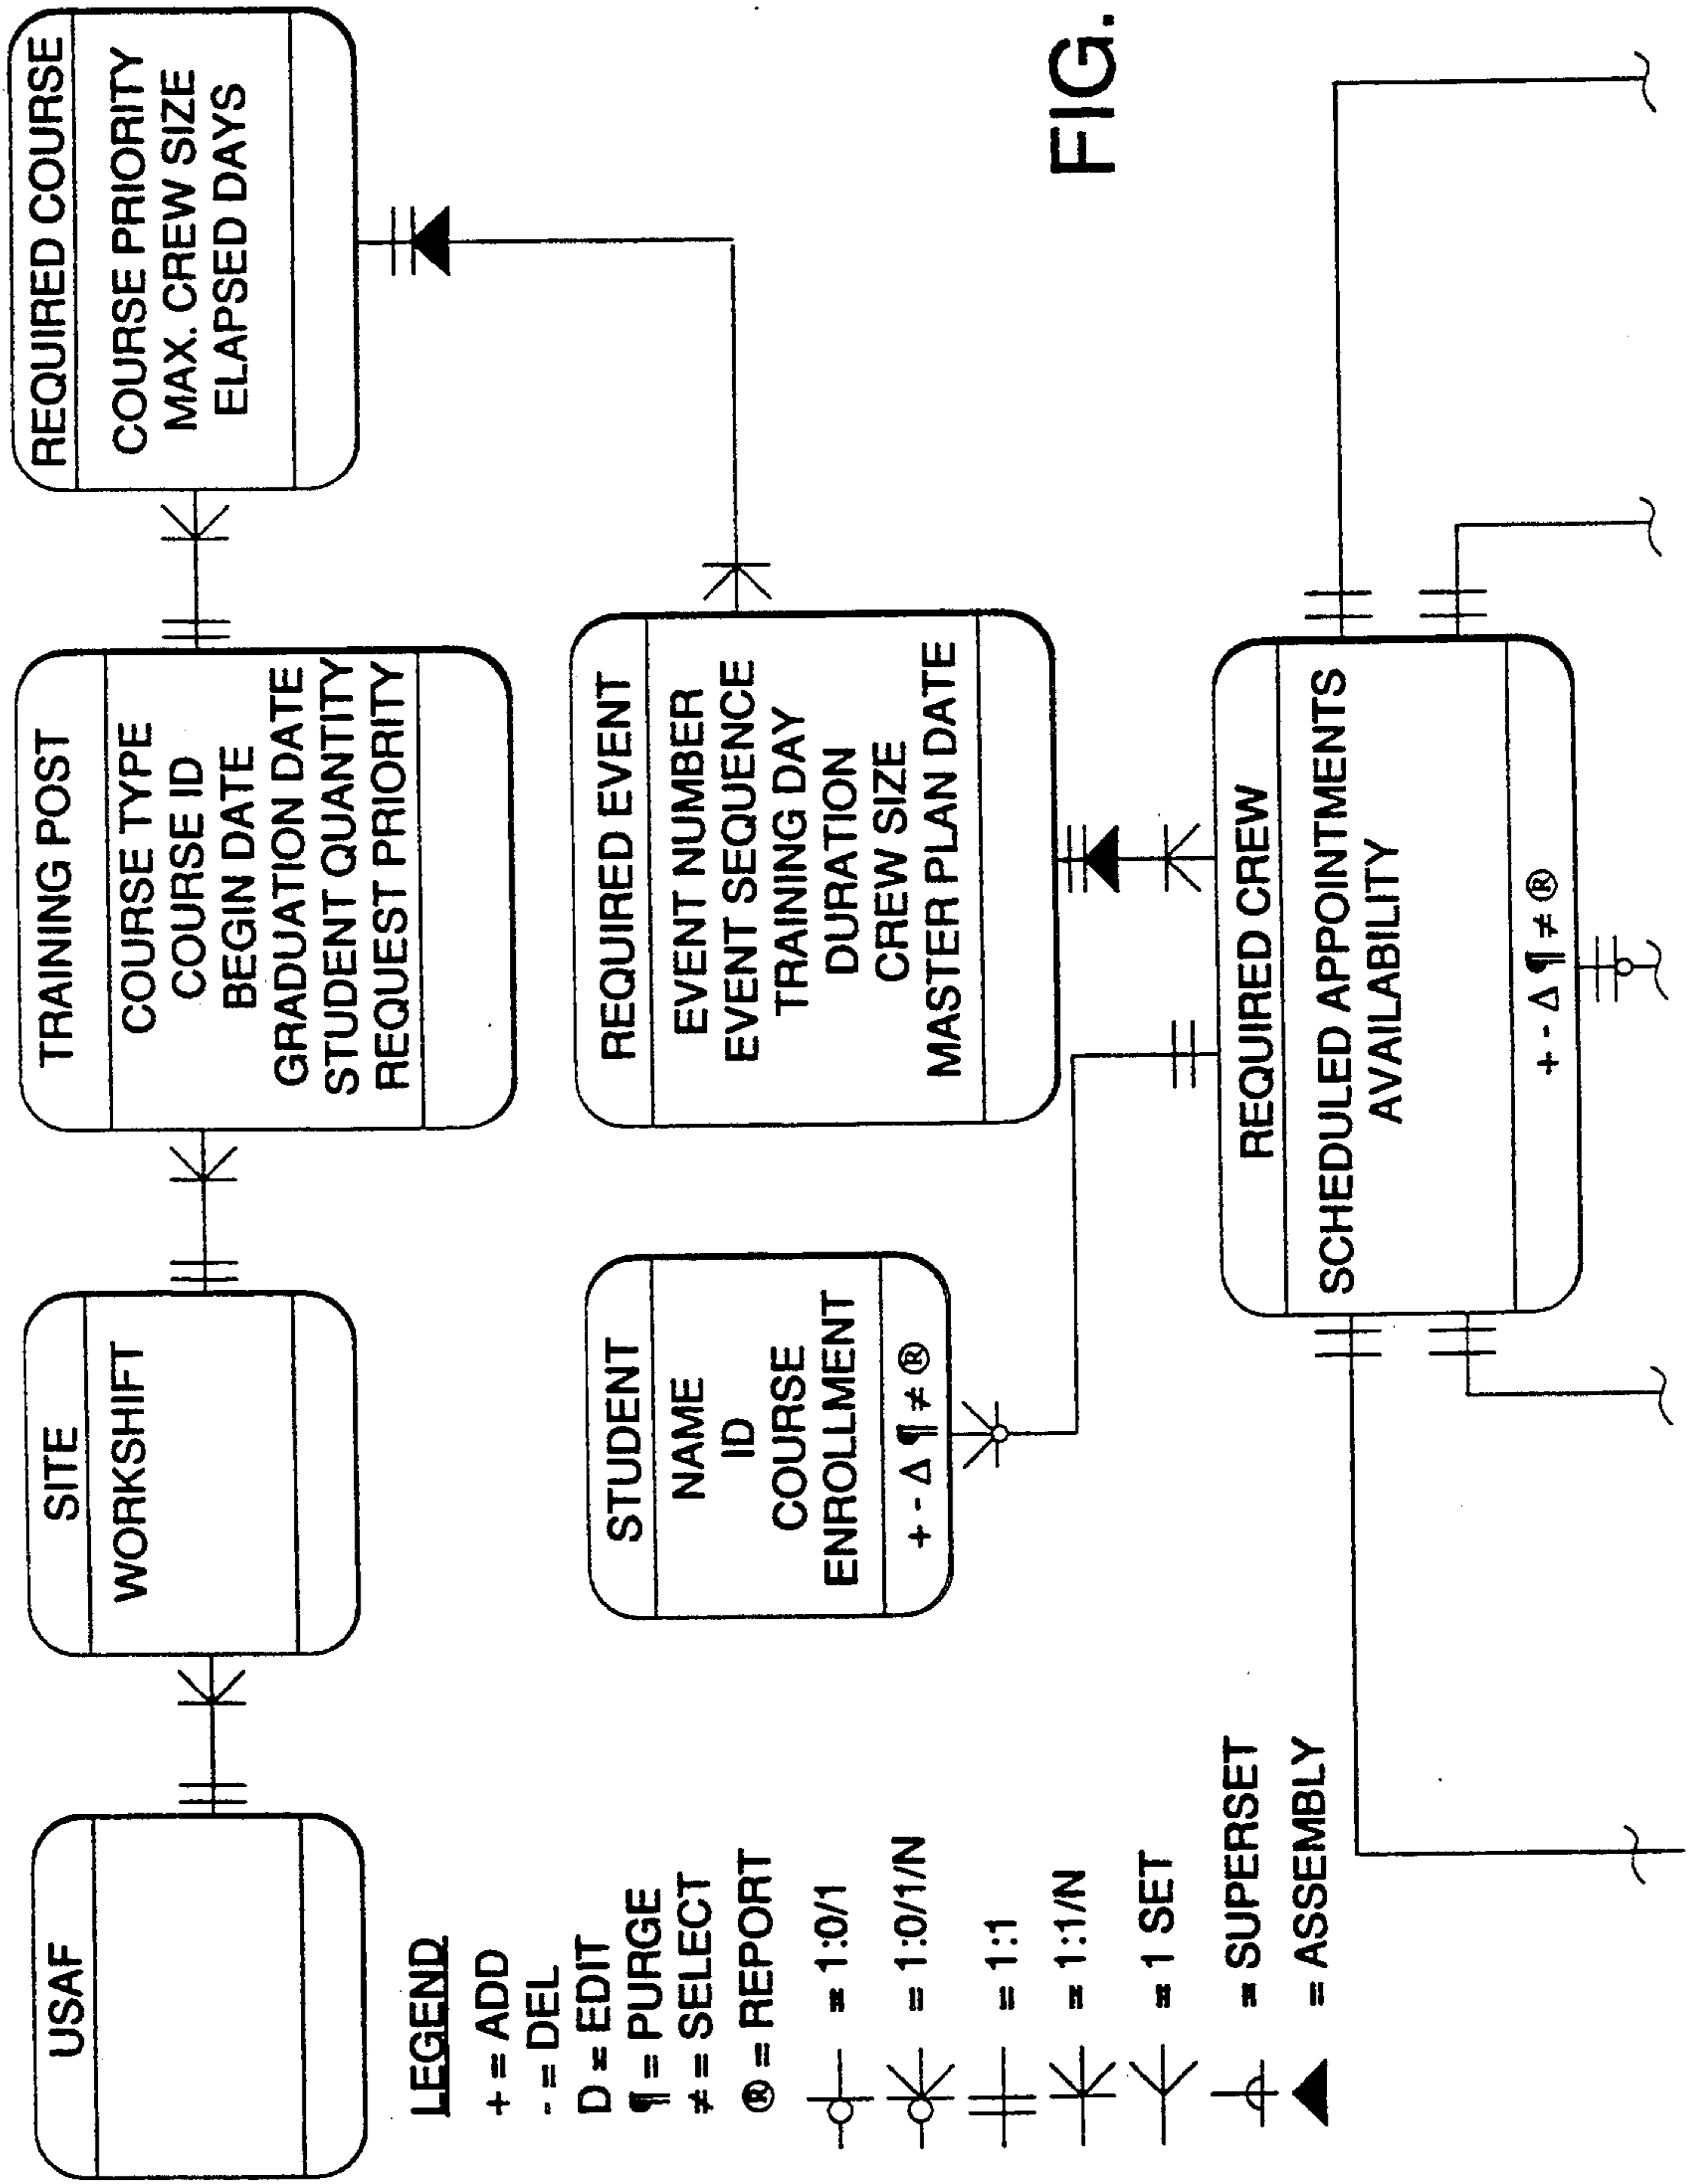 USAF
SITE
WORKSHIFT
TRAINING POST
COURSE TYPE
COURSE ID
BEGIN DATE
GRADUATION DATE
STUDENT QUANTITY
REQUEST PRIORITY
REQUIRED COURSE
COURSE PRIORITY
MAX. CREW SIZE
ELAPSED DAYS
STUDENT
NAME
ID
COURSE
ENROLLMENT
+ - Δ ¶ ≠ ®
REQUIRED EVENT
EVENT NUMBER
EVENT SEQUENCE
TRAINING DAY
DURATION
CREW SIZE
MASTER PLAN DATE
REQUIRED CREW
SCHEDULED APPOINTMENTS
AVAILABILITY
+ - Δ ¶ ≠ ®
LEGEND
+ = ADD
- = DEL
D = EDIT
¶ = PURGE
≠ = SELECT
® = REPORT
= 1:0/1
= 1:0/1/N
= 1:1
= 1:1/N
= 1 SET
= SUPERSET
= ASSEMBLY
FIG.